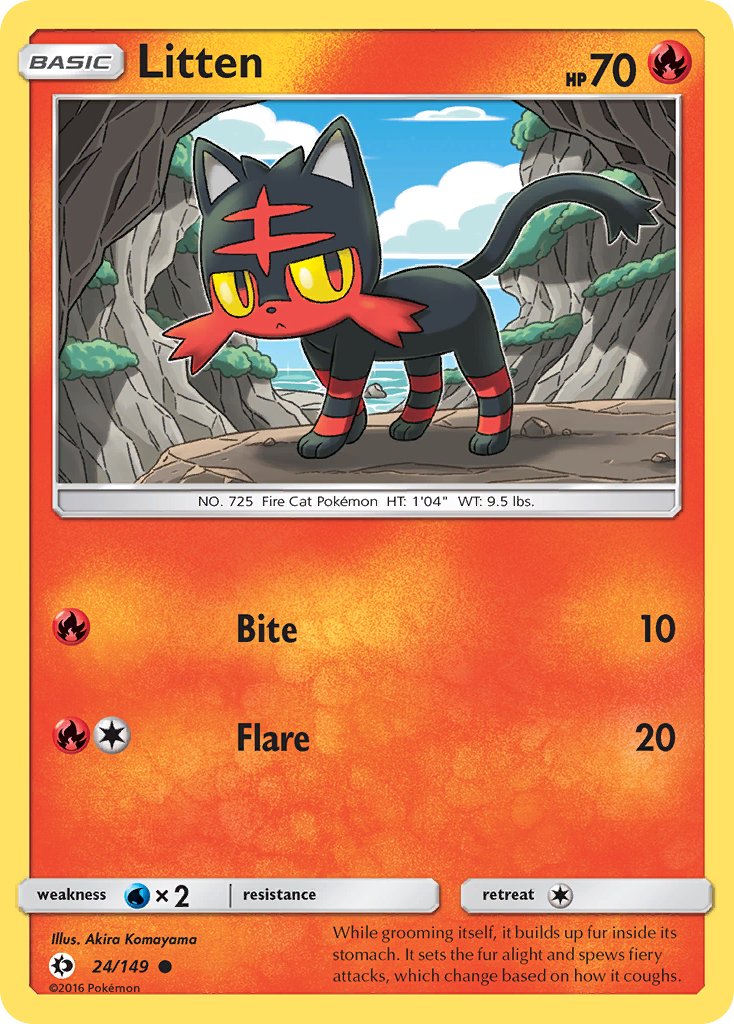 BASIC Litten HP 70
NO. 725 Fire Cat Pokémon HT: 1'04" WT: 9.5 lbs.
Bite 10
Flare 20
weakness × 2 resistance retreat
Illus. Akira Komayama
24/149
©2016 Pokémon
While grooming itself, it builds up fur inside its
stomach. It sets the fur alight and spews fiery
attacks, which change based on how it coughs.